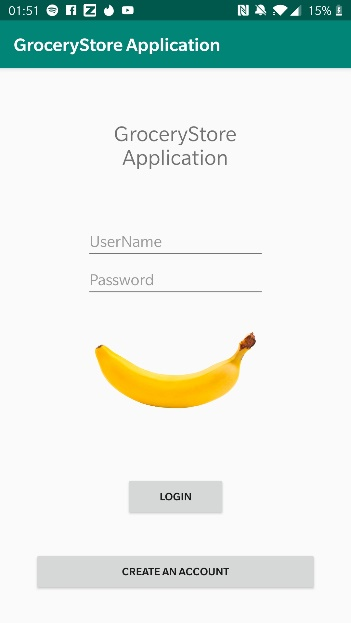 01:51 15%
GroceryStore Application
GroceryStore
Application
UserName
Password
LOGIN
CREATE AN ACCOUNT